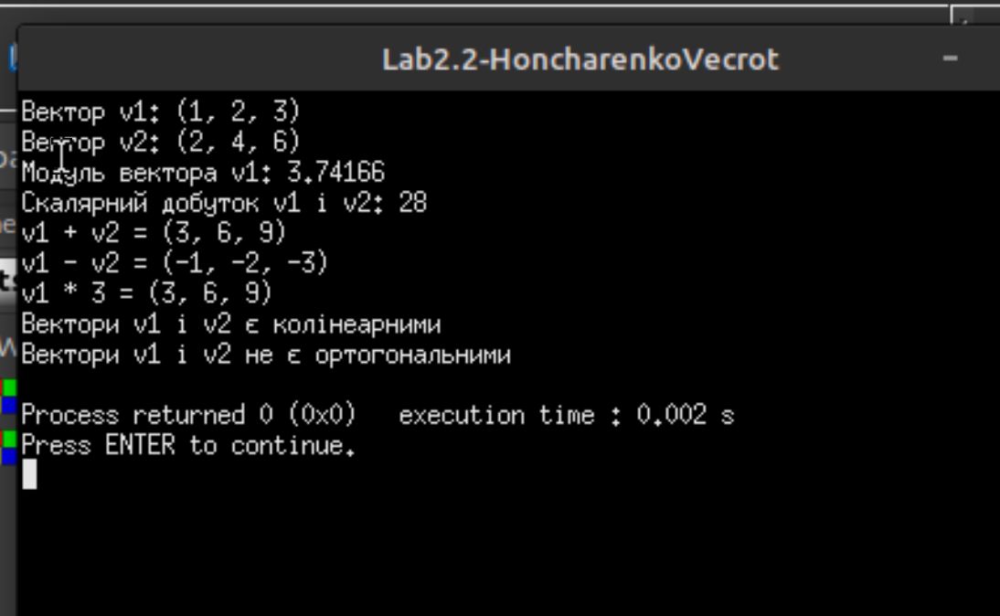 Lab2.2-HoncharenkoVecrot
Вектор v1: (1, 2, 3)
Вектор v2: (2, 4, 6)
Модуль вектора v1: 3.74166
Скалярний добуток v1 і v2: 28
v1 + v2 = (3, 6, 9)
v1 - v2 = (-1, -2, -3)
v1 * 3 = (3, 6, 9)
Вектори v1 і v2 є колінеарними
Вектори v1 і v2 не є ортогональними
Process returned 0 (0x0)   execution time : 0.002 s
Press ENTER to continue.